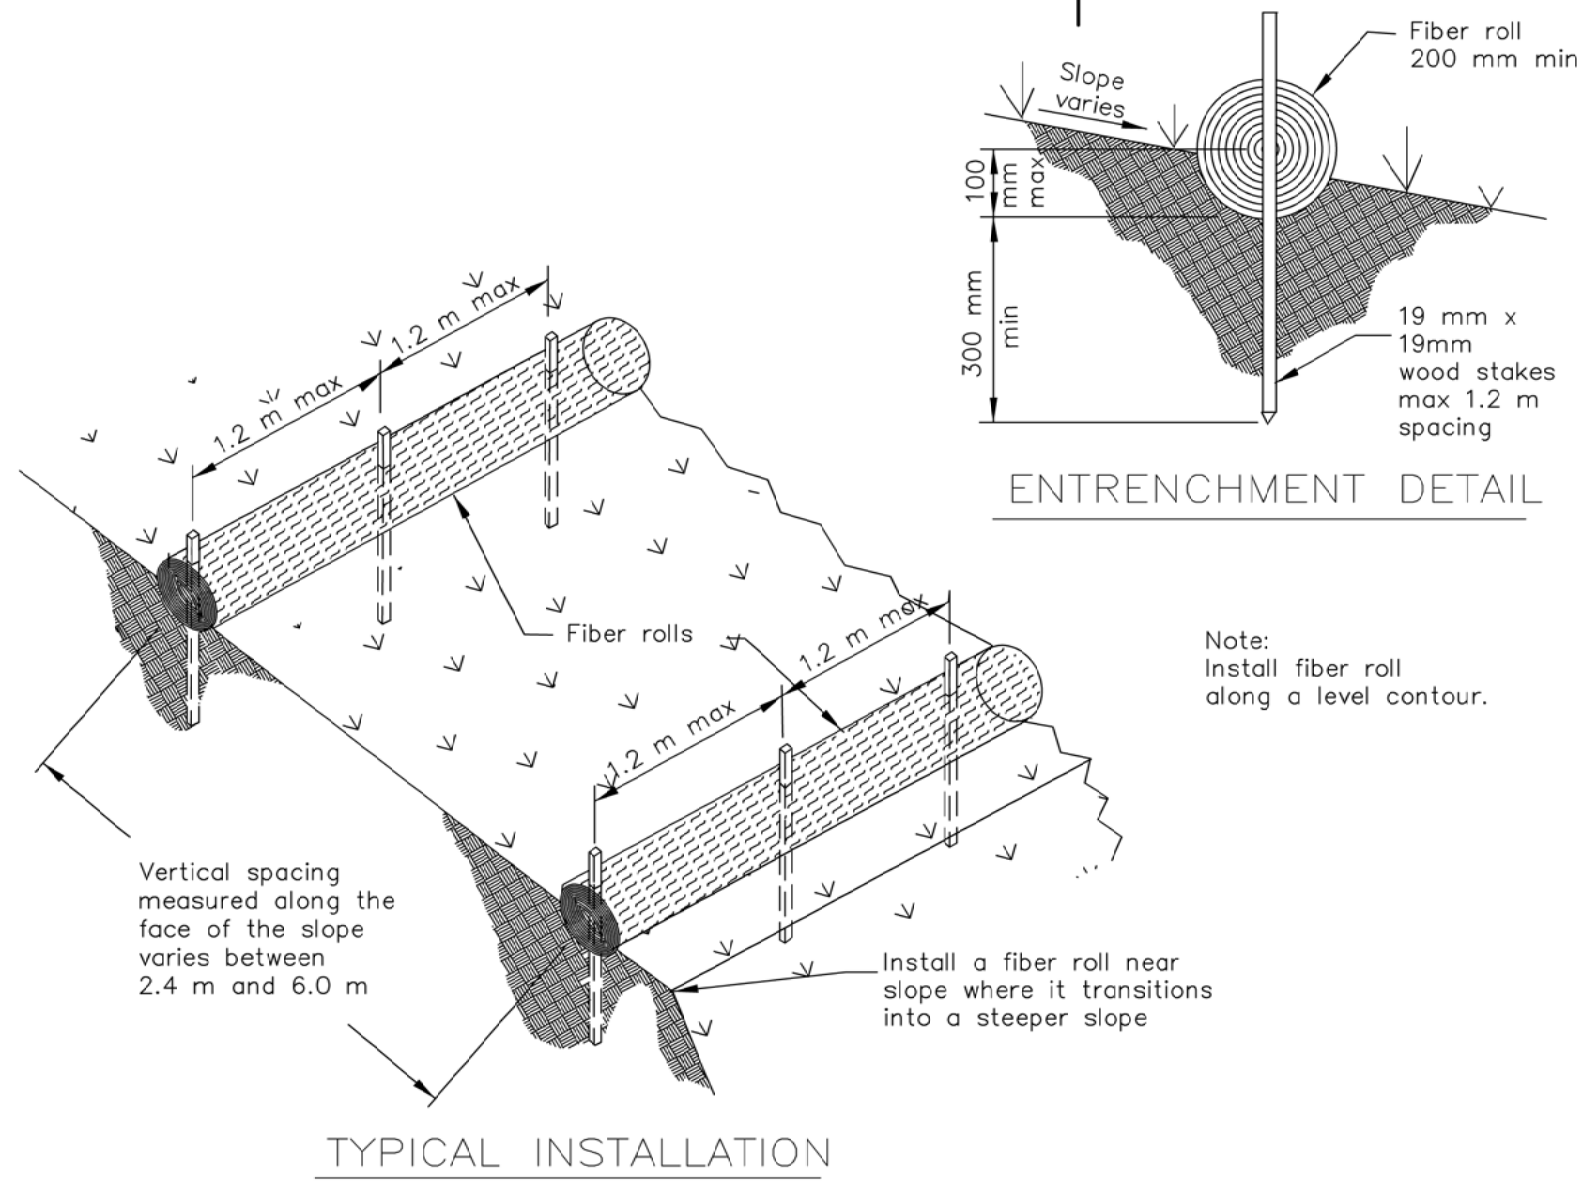 Fiber roll
200 mm min
Slope
varies
100
mm
max
300 mm
min
19 mm x
19mm
wood stakes
max 1.2 m
spacing
ENTRENCHMENT DETAIL
1.2 m max
1.2 m max
Fiber rolls
1.2 m max
1.2 m max
Note:
Install fiber roll
along a level contour.
Vertical spacing
measured along the
face of the slope
varies between
2.4 m and 6.0 m
Install a fiber roll near
slope where it transitions
into a steeper slope
TYPICAL INSTALLATION